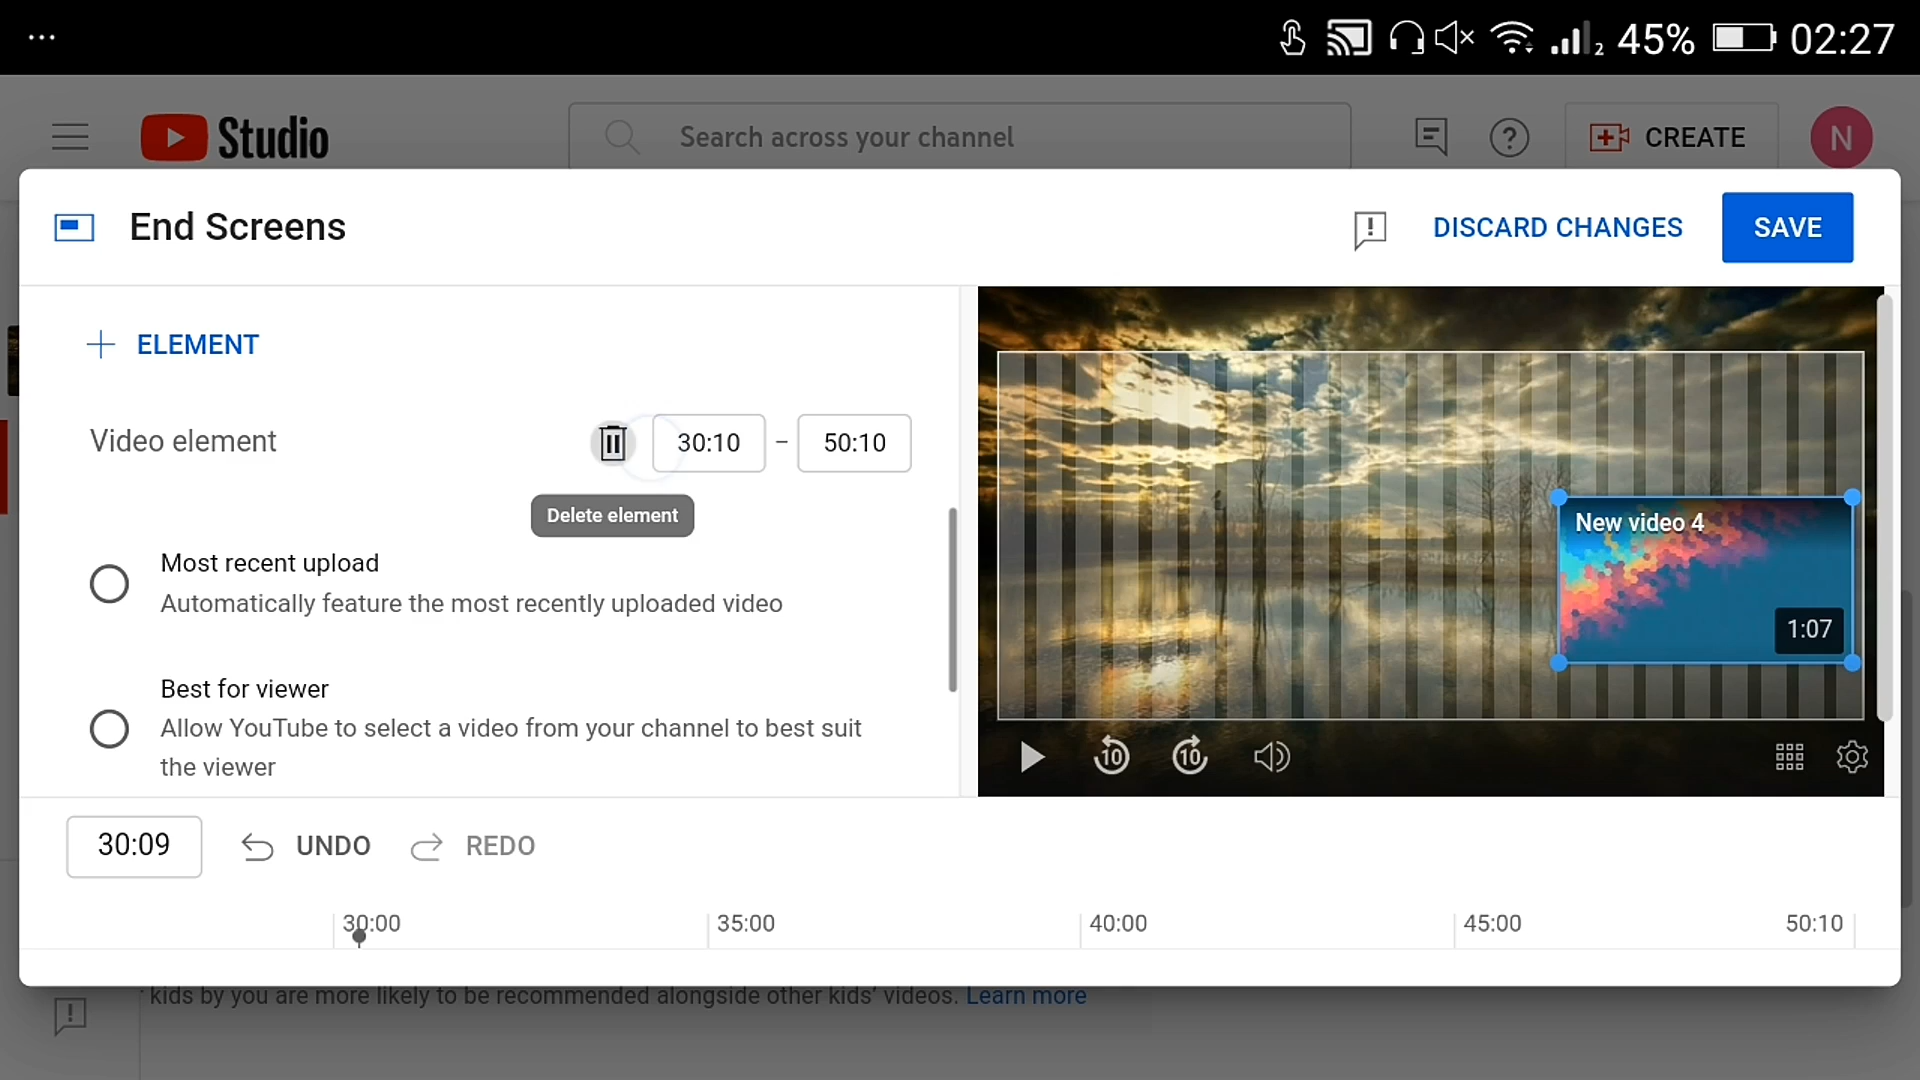 ... 2 45% 02:27
Studio
Search across your channel
CREATE
N
End Screens
DISCARD CHANGES
SAVE
ELEMENT
Video element
30:10 – 50:10
Delete element
Most recent upload
Automatically feature the most recently uploaded video
Best for viewer
Allow YouTube to select a video from your channel to best suit
the viewer
New video 4
1:07
10
10
30:09
UNDO
REDO
30:00
35:00
40:00
45:00
50:10
kids by you are more likely to be recommended alongside other kids' videos. Learn more